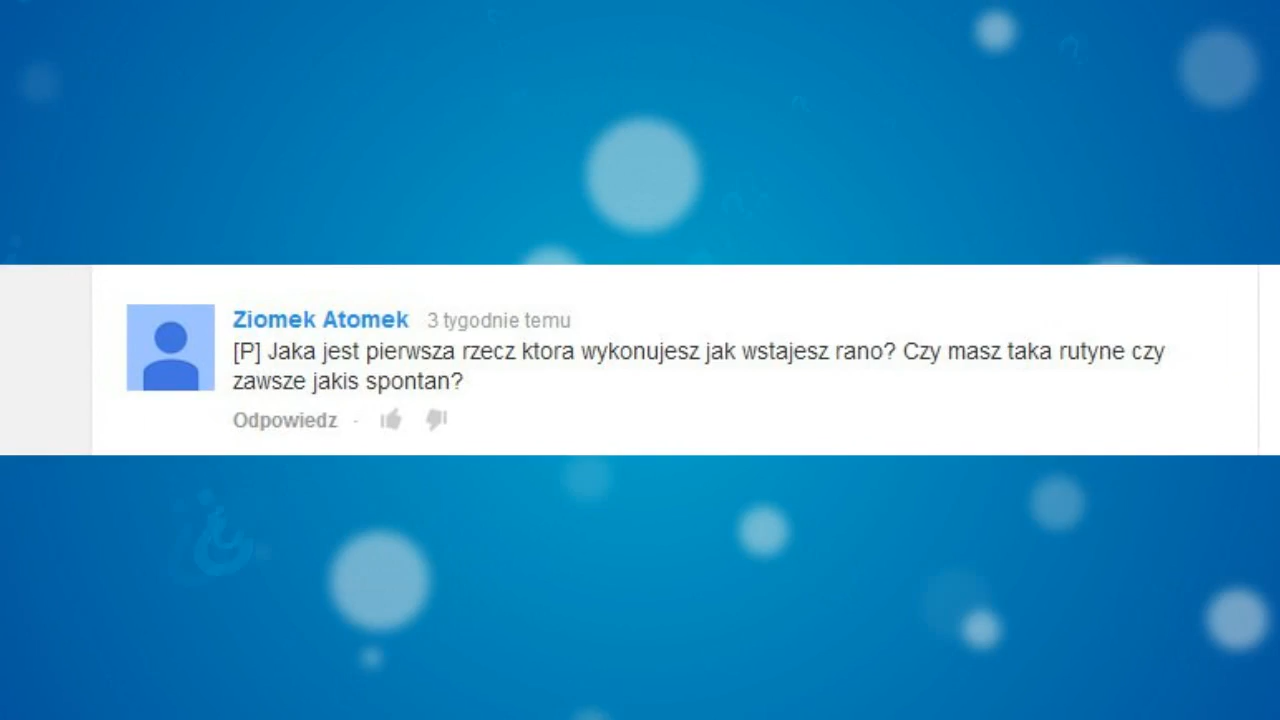 Ziomek Atomek 3 tygodnie temu
[P] Jaka jest pierwsza rzecz ktora wykonujesz jak wstajesz rano? Czy masz taka rutyne czy
zawsze jakis spontan?
Odpowiedz ·